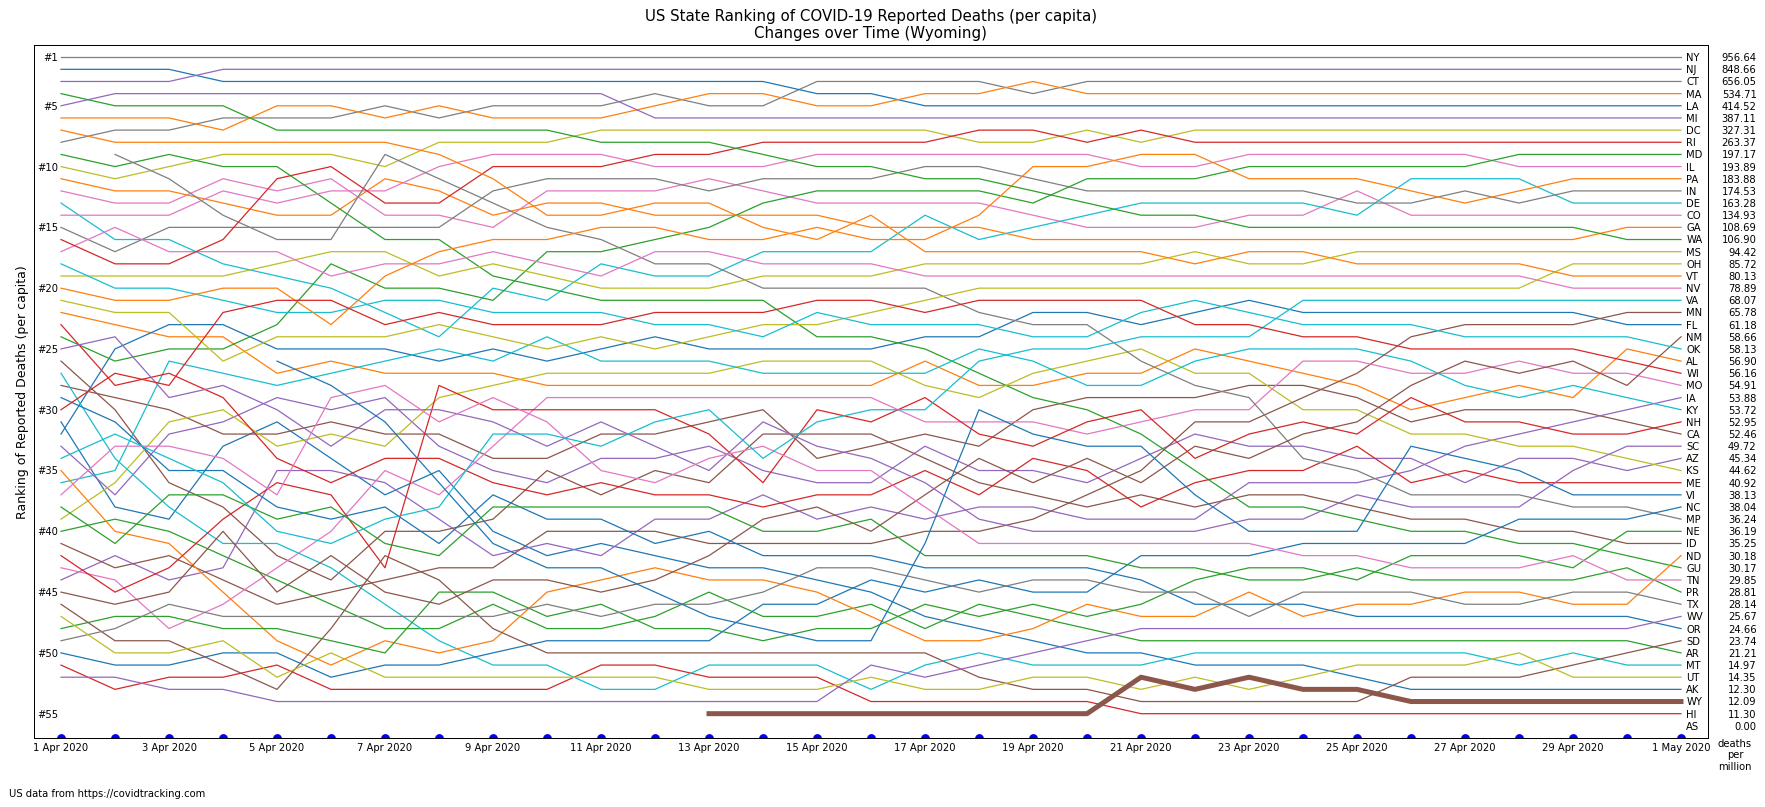 US State Ranking of COVID-19 Reported Deaths (per capita)
Changes over Time (Wyoming)
Ranking of Reported Deaths (per capita)
#1
#5
#10
#15
#20
#25
#30
#35
#40
#45
#50
#55
NY 956.64
NJ 848.66
CT 656.05
MA 534.71
LA 414.52
MI 387.11
DC 327.31
RI 263.37
MD 197.17
IL 193.89
PA 183.88
IN 174.53
DE 163.28
CO 134.93
GA 108.69
WA 106.90
MS 94.42
OH 85.72
VT 80.13
NV 78.89
VA 68.07
MN 65.78
FL 61.18
NM 58.66
OK 58.13
AL 56.90
WI 56.16
MO 54.91
IA 53.88
KY 53.72
NH 52.95
CA 52.46
SC 49.72
AZ 45.34
KS 44.62
ME 40.92
VI 38.13
NC 38.04
MP 36.24
NE 36.19
ID 35.25
ND 30.18
GU 30.17
TN 29.85
PR 28.81
TX 28.14
WV 25.67
OR 24.66
SD 23.74
AR 21.21
MT 14.97
UT 14.35
AK 12.30
WY 12.09
HI 11.30
AS 0.00
1 Apr 2020 3 Apr 2020 5 Apr 2020 7 Apr 2020 9 Apr 2020 11 Apr 2020 13 Apr 2020 15 Apr 2020 17 Apr 2020 19 Apr 2020 21 Apr 2020 23 Apr 2020 25 Apr 2020 27 Apr 2020 29 Apr 2020 1 May 2020
deaths
per
million
US data from https://covidtracking.com